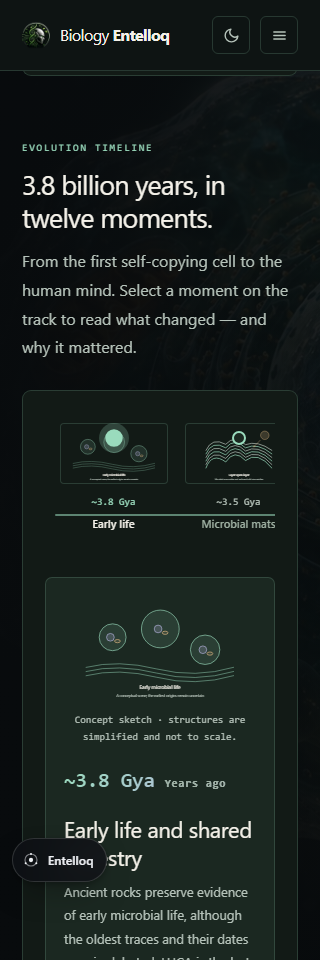 Biology Entelloq
EVOLUTION TIMELINE
3.8 billion years, in
twelve moments.
From the first self-copying cell to the
human mind. Select a moment on the
track to read what changed — and
why it mattered.
~3.8 Gya
~3.5 Gya
Early life
Microbial mats
Early microbial life
Concept sketch · structures are
simplified and not to scale.
~3.8 Gya Years ago
Early life and shared
estry
Entelloq
Ancient rocks preserve evidence
of early microbial life, although
the oldest traces and their dates